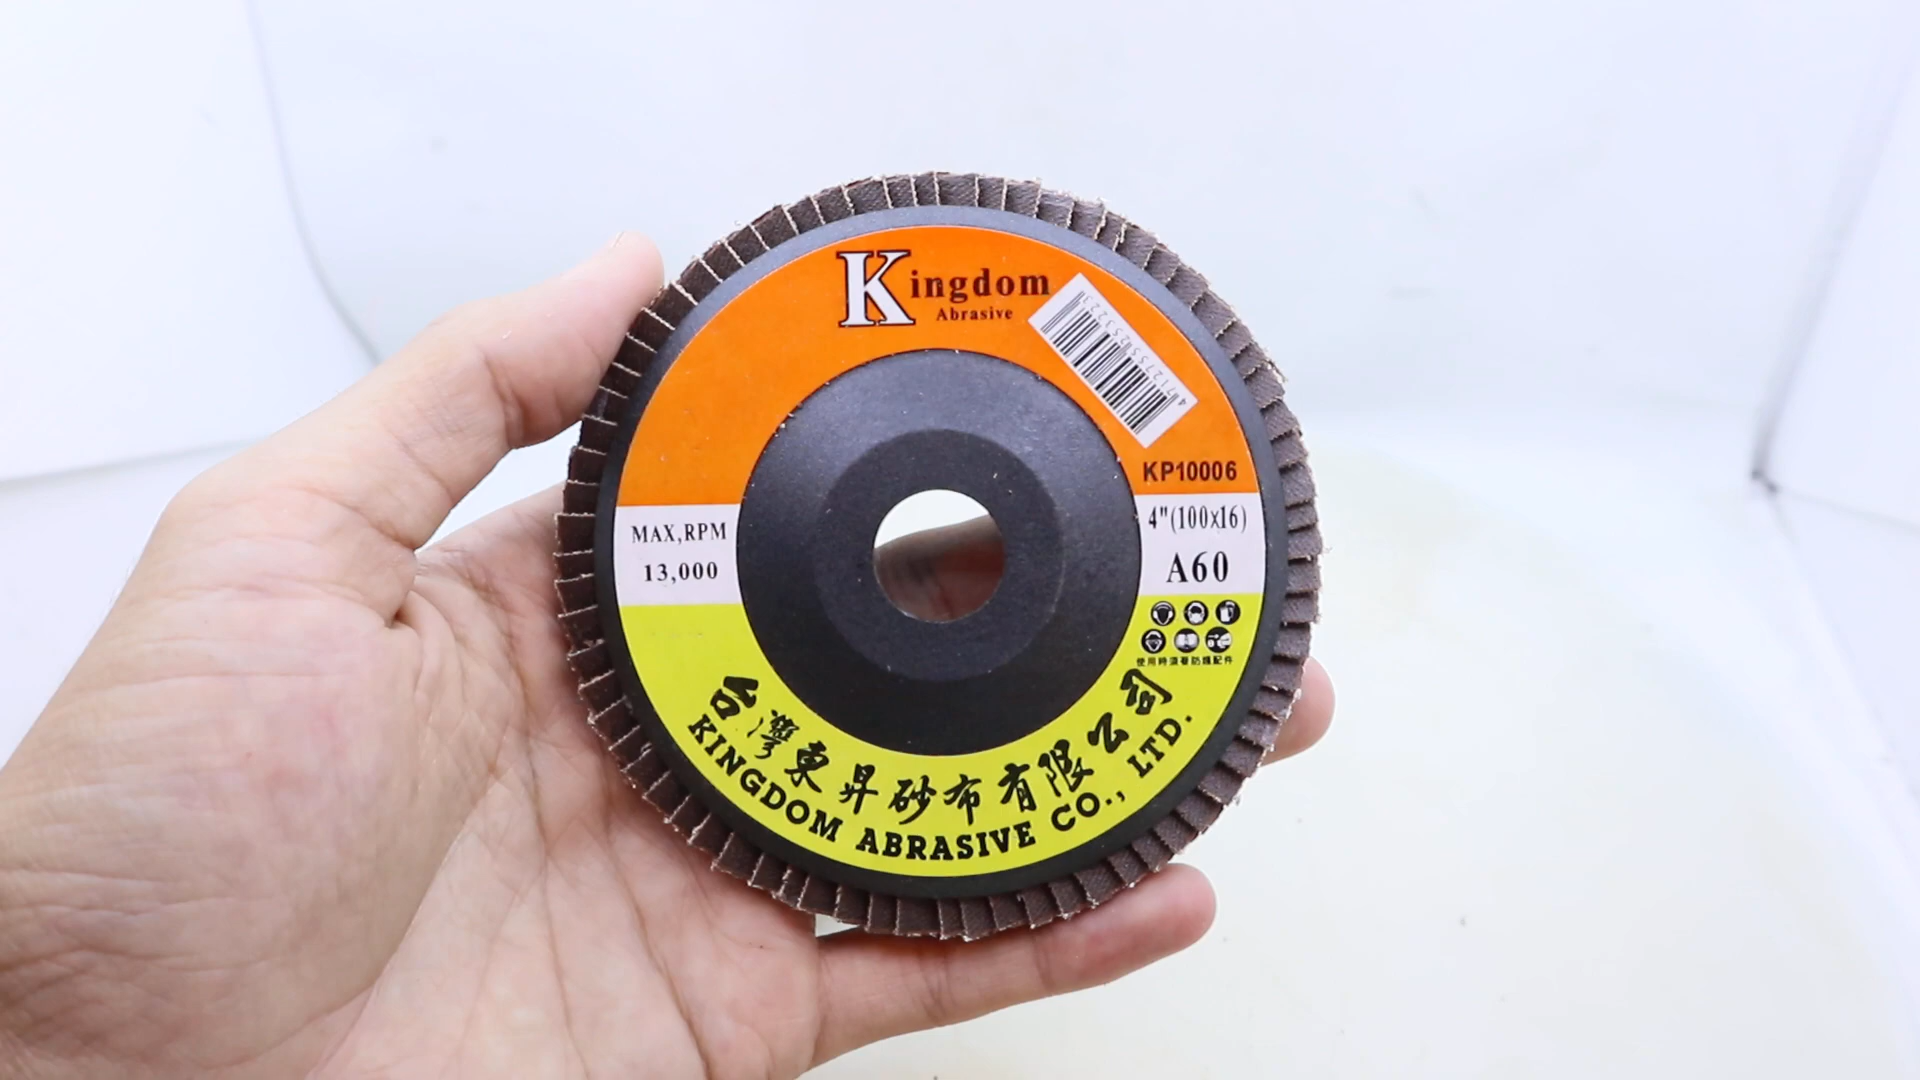 Kingdom
Abrasive
4712755253223
KP10006
MAX,RPM
13,000
4"(100x16)
A60
使用時須著防護配件
台灣東昇砂布有限公司
KINGDOM ABRASIVE CO., LTD.